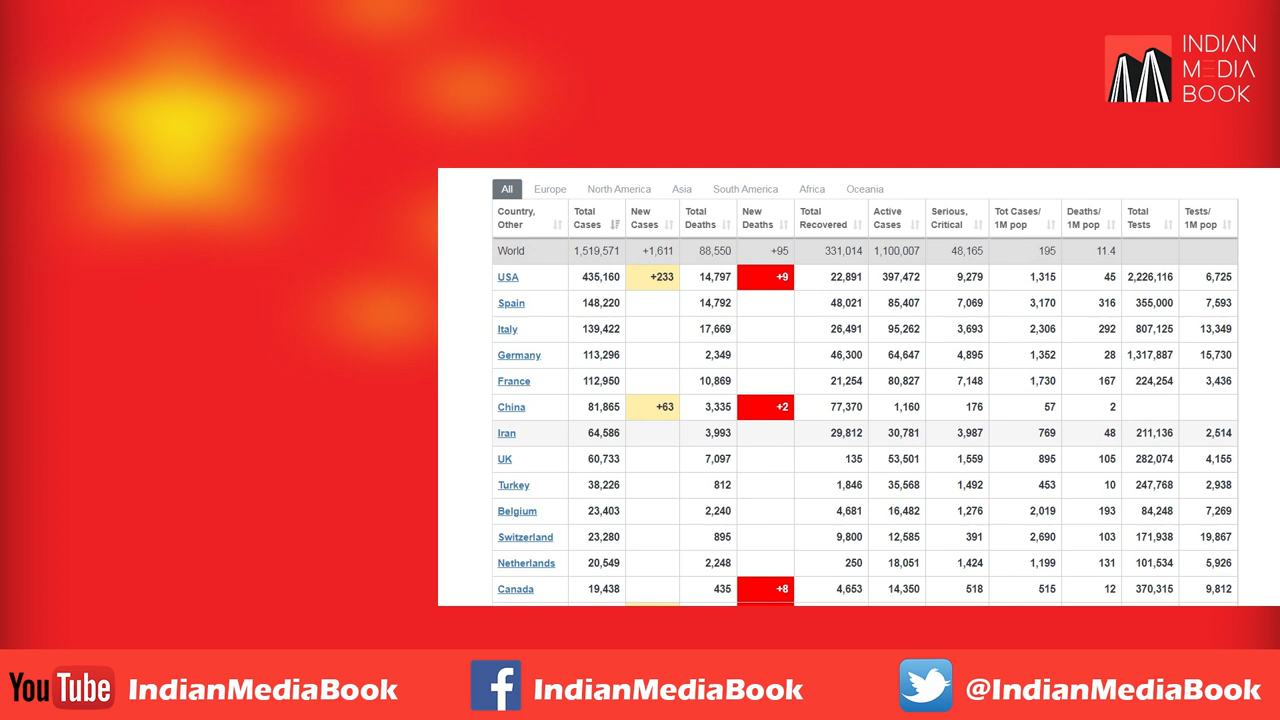 INDIAN
MEDIA
BOOK
All Europe North America Asia South America Africa Oceania
Country, Other Total Cases New Cases Total Deaths New Deaths Total Recovered Active Cases Serious, Critical Tot Cases/ 1M pop Deaths/ 1M pop Total Tests Tests/ 1M pop
World 1,519,571 +1,611 88,550 +95 331,014 1,100,007 48,165 195 11.4
USA 435,160 +233 14,797 +9 22,891 397,472 9,279 1,315 45 2,226,116 6,725
Spain 148,220 14,792 48,021 85,407 7,069 3,170 316 355,000 7,593
Italy 139,422 17,669 26,491 95,262 3,693 2,306 292 807,125 13,349
Germany 113,296 2,349 46,300 64,647 4,895 1,352 28 1,317,887 15,730
France 112,950 10,869 21,254 80,827 7,148 1,730 167 224,254 3,436
China 81,865 +63 3,335 +2 77,370 1,160 176 57 2
Iran 64,586 3,993 29,812 30,781 3,987 769 48 211,136 2,514
UK 60,733 7,097 135 53,501 1,559 895 105 282,074 4,155
Turkey 38,226 812 1,846 35,568 1,492 453 10 247,768 2,938
Belgium 23,403 2,240 4,681 16,482 1,276 2,019 193 84,248 7,269
Switzerland 23,280 895 9,800 12,585 391 2,690 103 171,938 19,867
Netherlands 20,549 2,248 250 18,051 1,424 1,199 131 101,534 5,926
Canada 19,438 435 +8 4,653 14,350 518 515 12 370,315 9,812
YouTube IndianMediaBook f IndianMediaBook @IndianMediaBook